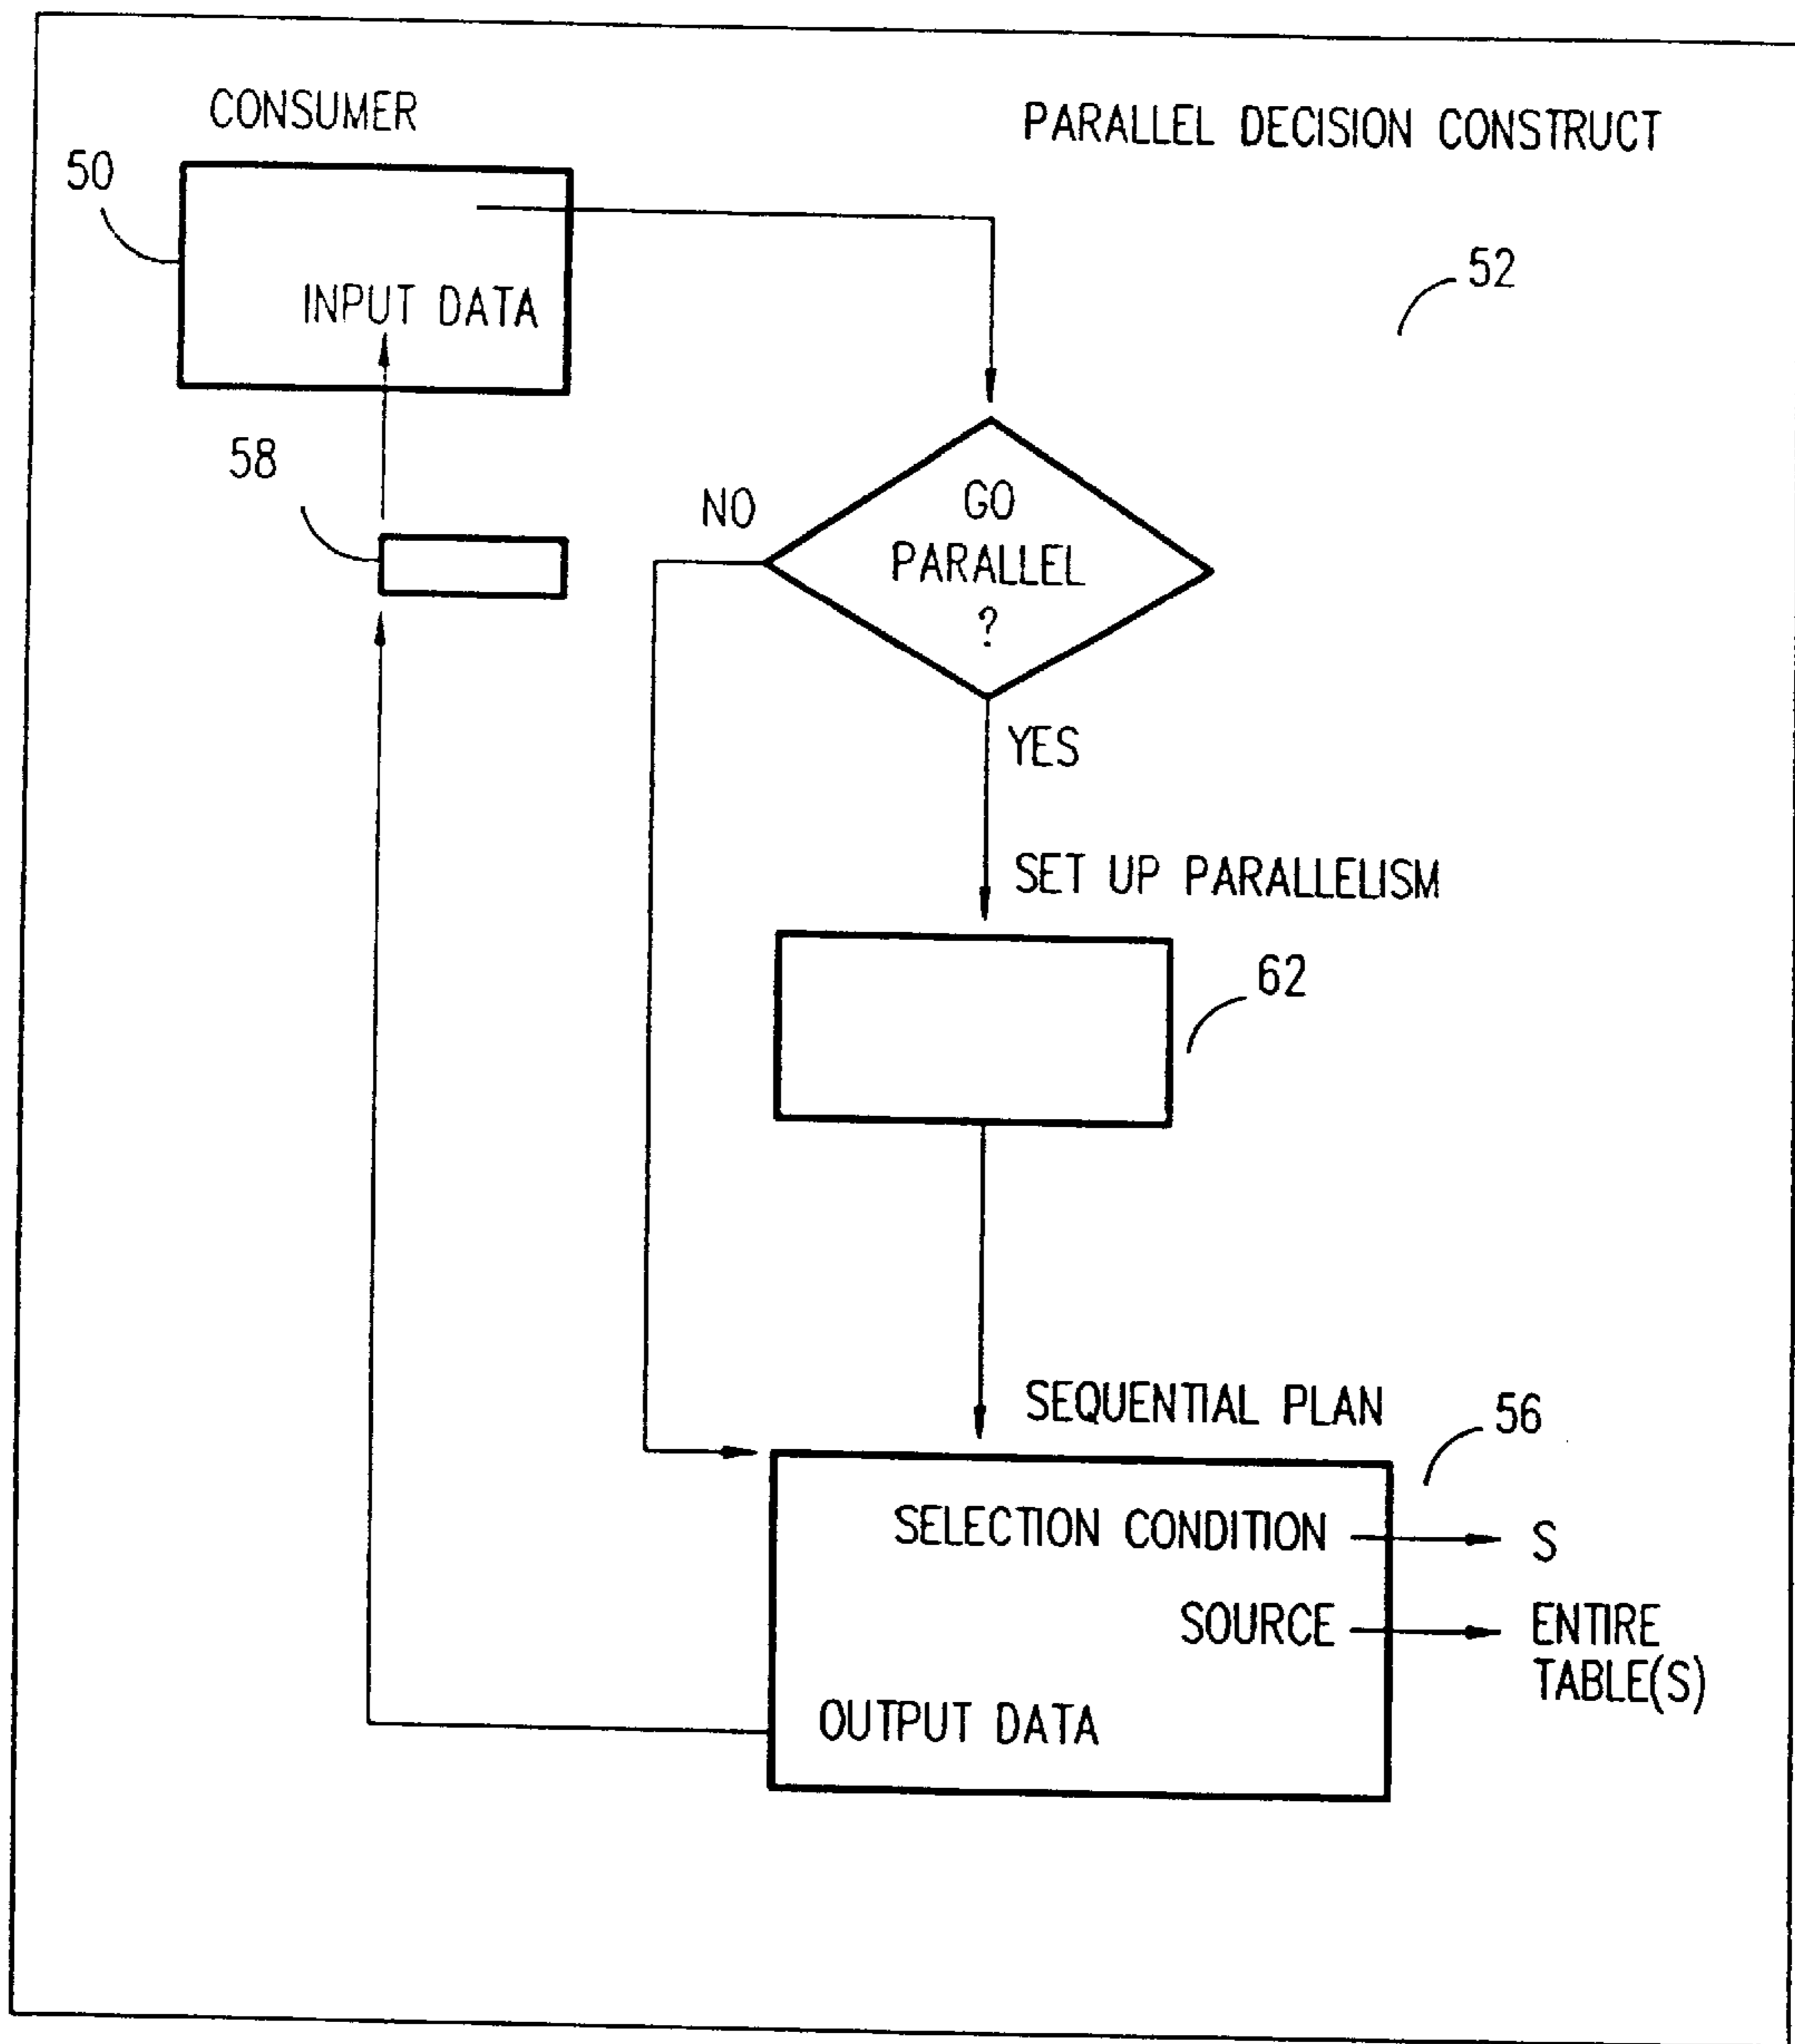 CONSUMER
PARALLEL DECISION CONSTRUCT
50
52
INPUT DATA
58
NO
GO
PARALLEL
?
YES
SET UP PARALLELISM
62
SEQUENTIAL PLAN
56
SELECTION CONDITION
S
SOURCE
ENTIRE
TABLE(S)
OUTPUT DATA